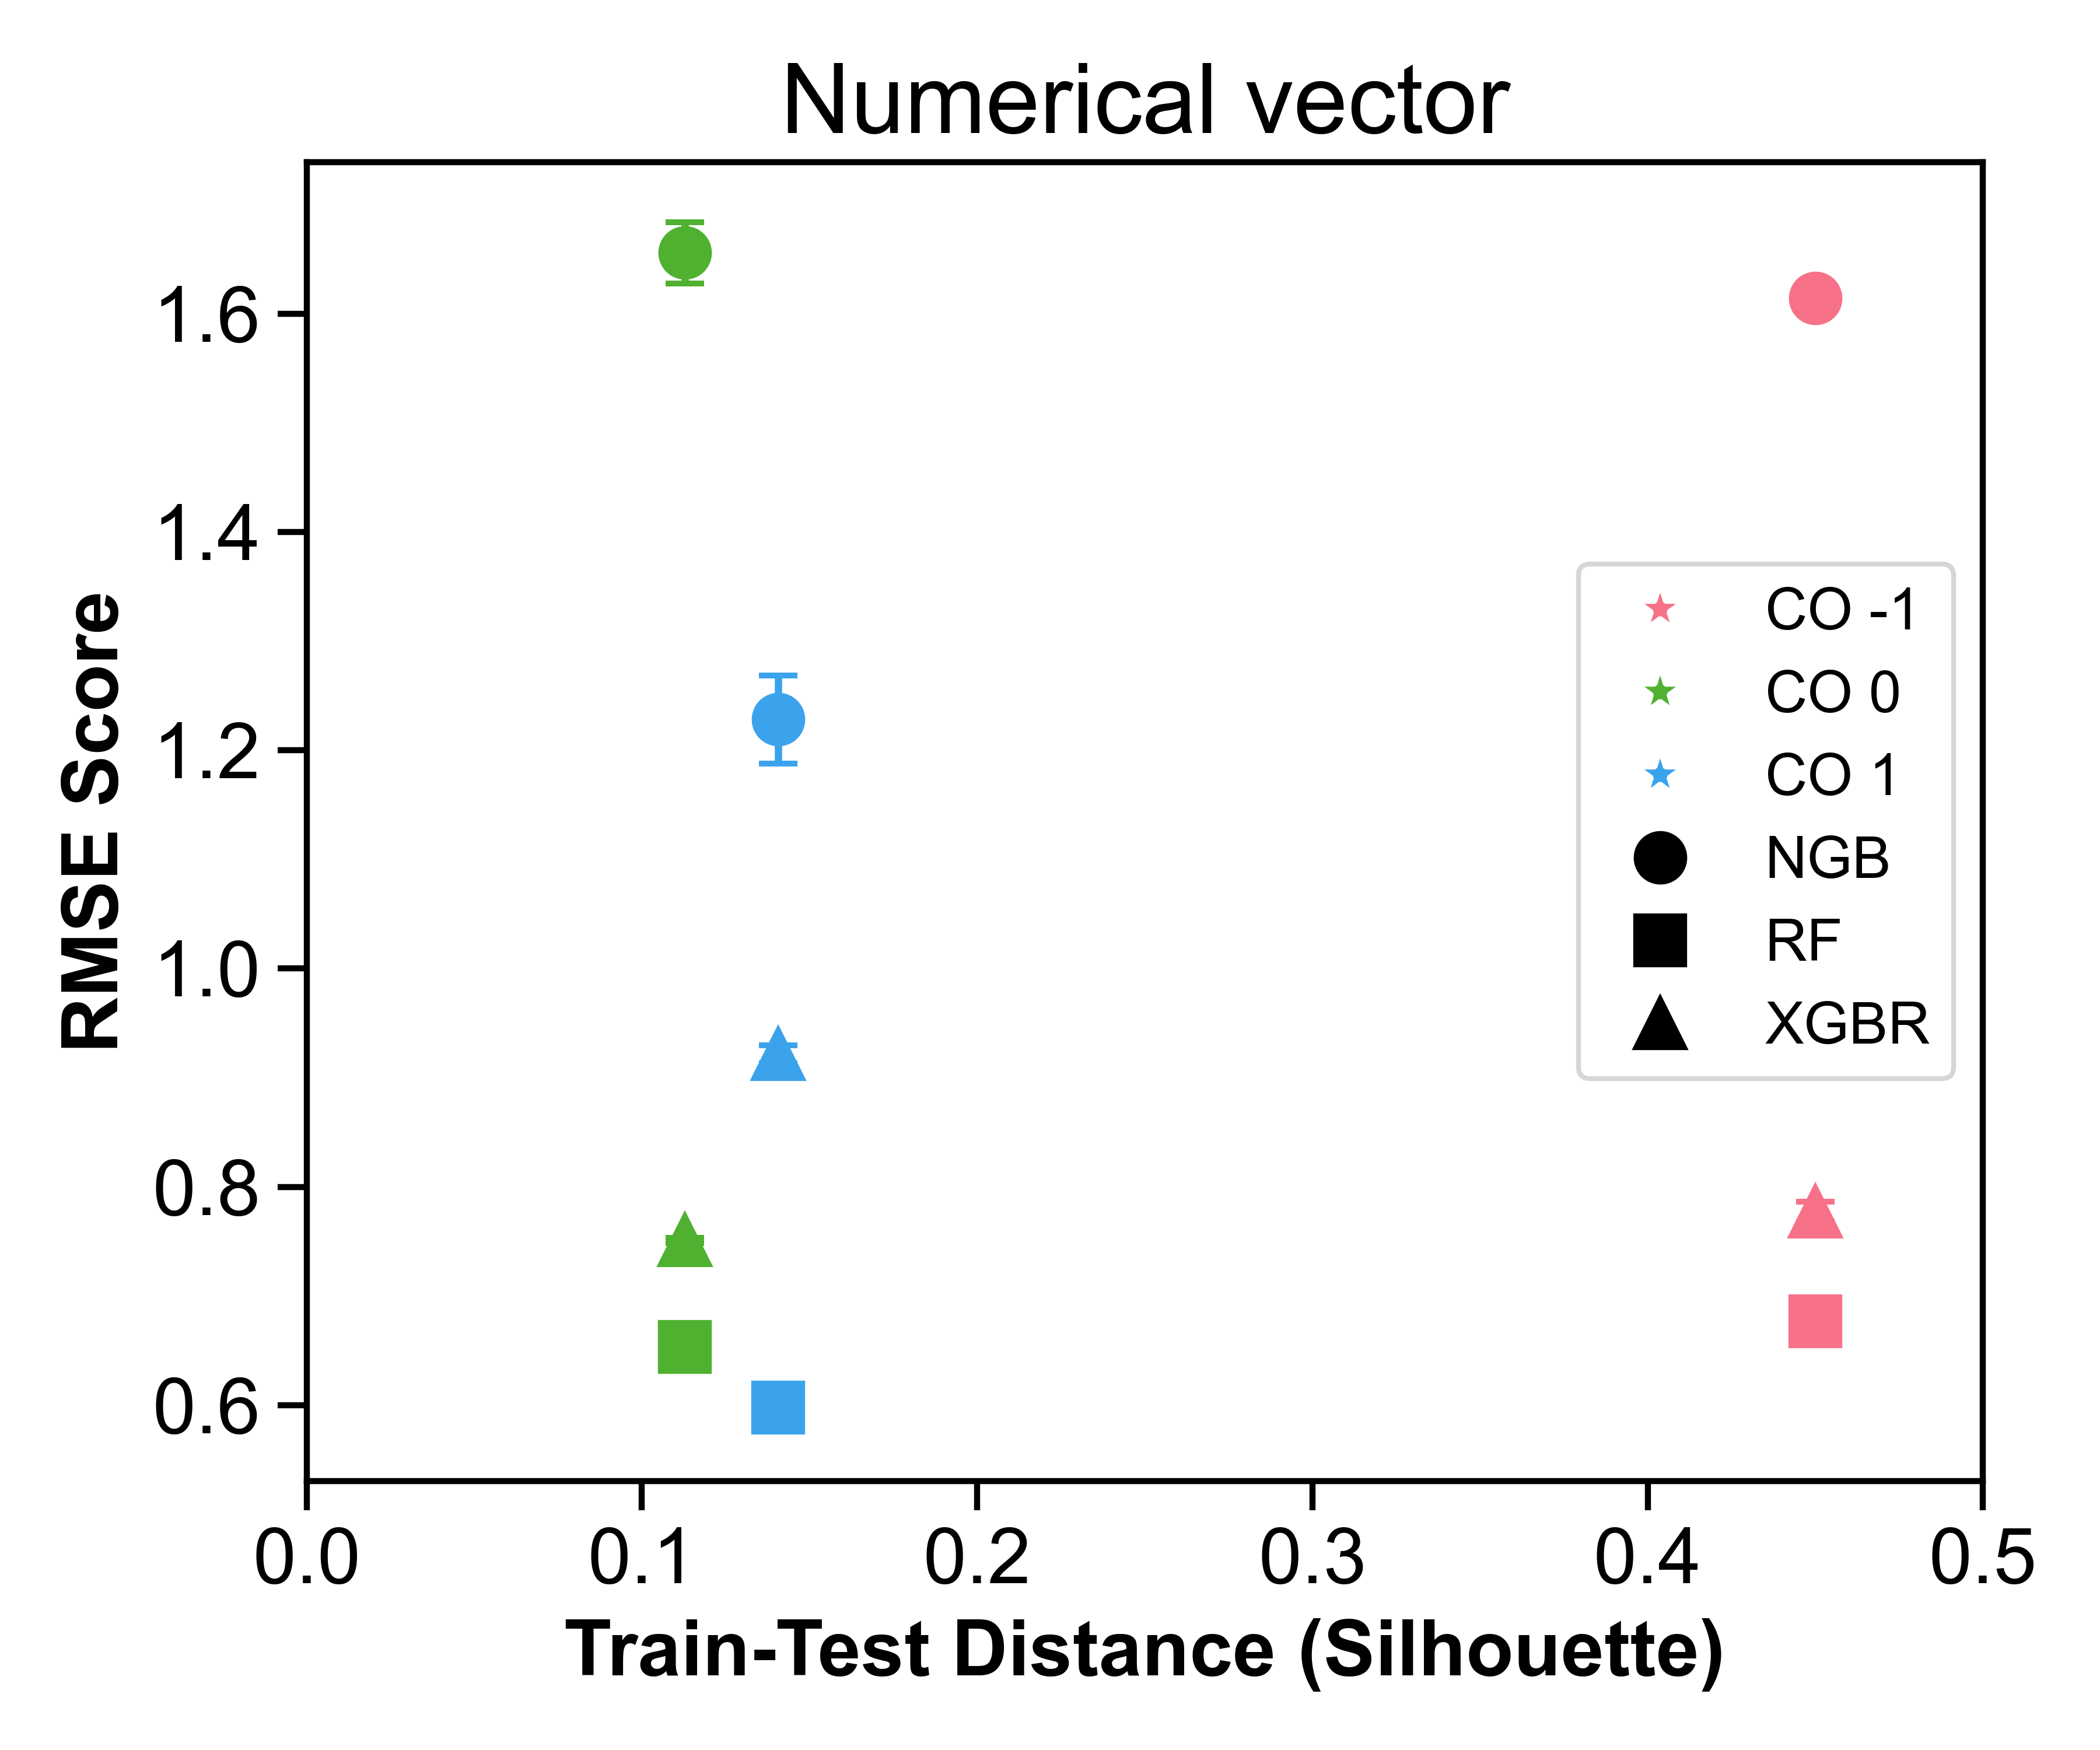 Numerical vector
RMSE Score
1.6
1.4
1.2
1.0
0.8
0.6
CO -1
CO 0
CO 1
NGB
RF
XGBR
0.0 0.1 0.2 0.3 0.4 0.5
Train-Test Distance (Silhouette)